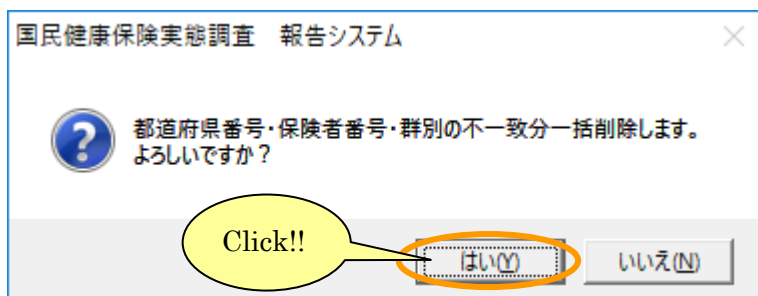 国民健康保険実態調査　報告システム
都道府県番号・保険者番号・群別の不一致分一括削除します。
よろしいですか？
Click!!
はい(Y)
いいえ(N)